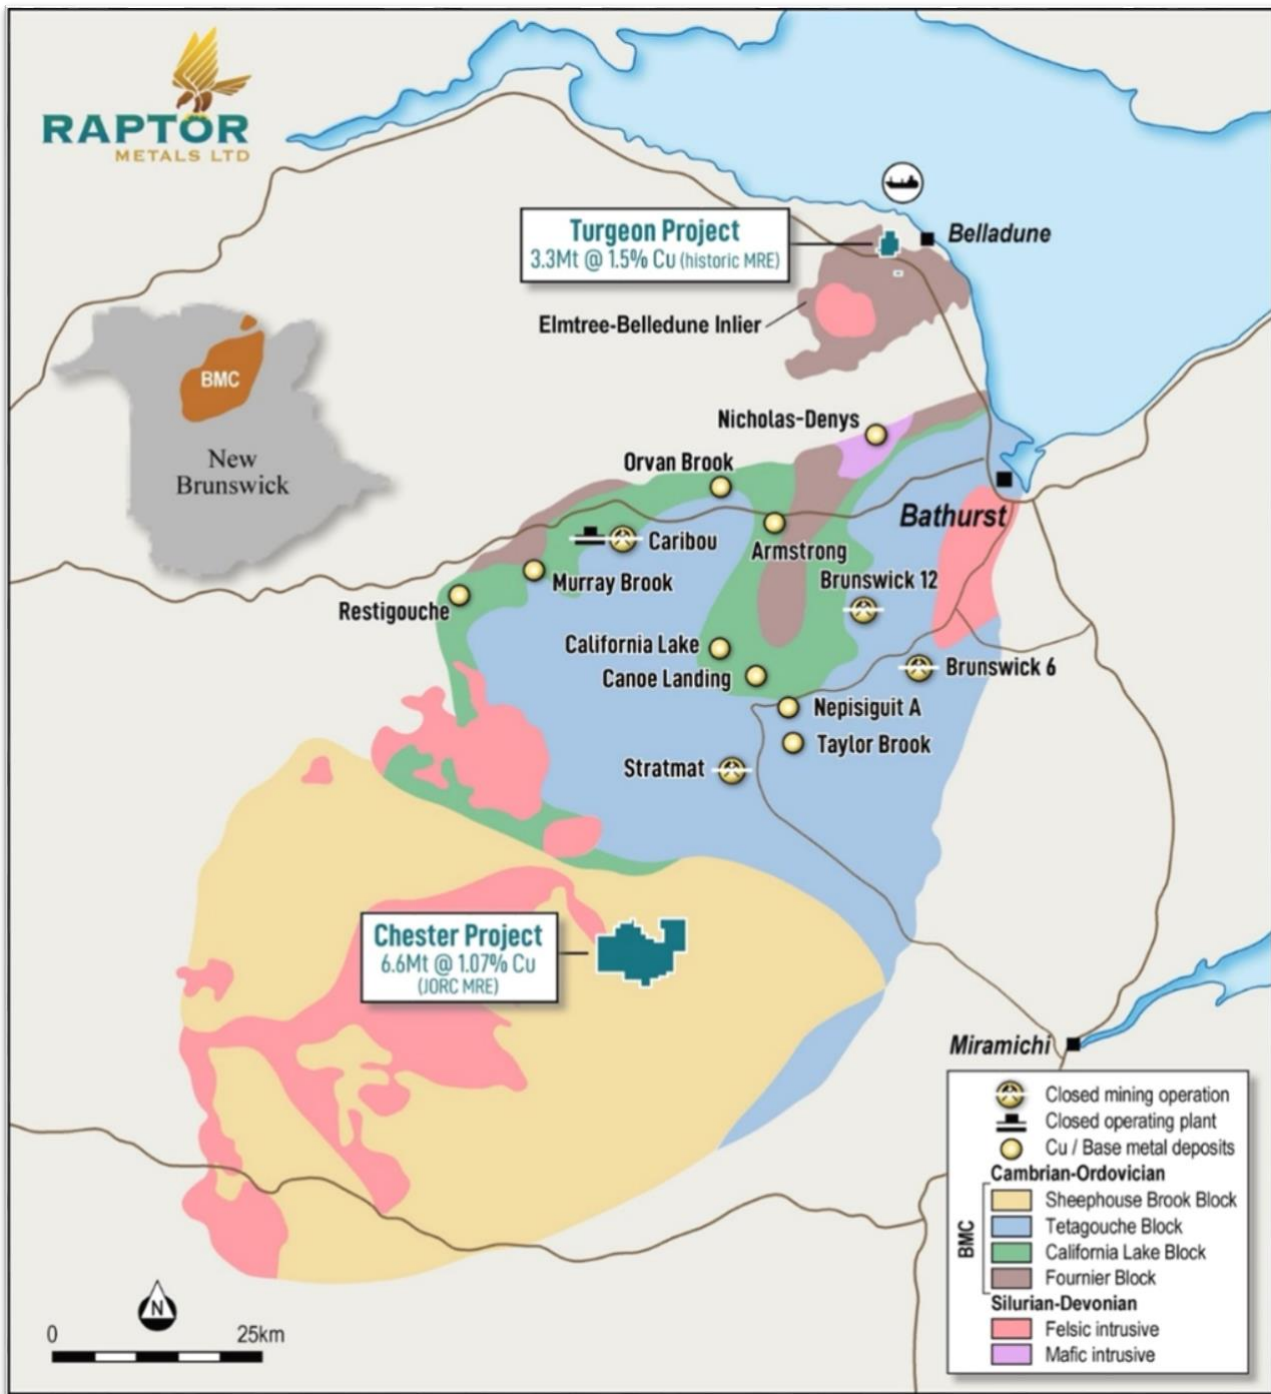 RAPTOR
METALS LTD
Turgeon Project
3.3Mt @ 1.5% Cu (historic MRE)
Belladune
Elmtree-Belledune Inlier
BMC
New
Brunswick
Nicholas-Denys
Orvan Brook
Bathurst
Caribou
Armstrong
Murray Brook
Brunswick 12
Restigouche
California Lake
Canoe Landing
Brunswick 6
Nepisiguit A
Taylor Brook
Stratmat
Chester Project
6.6Mt @ 1.07% Cu
(JORC MRE)
Miramichi
Closed mining operation
Closed operating plant
Cu / Base metal deposits
Cambrian-Ordovician
BMC
Sheephouse Brook Block
Tetagouche Block
California Lake Block
Fournier Block
Silurian-Devonian
Felsic intrusive
Mafic intrusive
N
0 25km